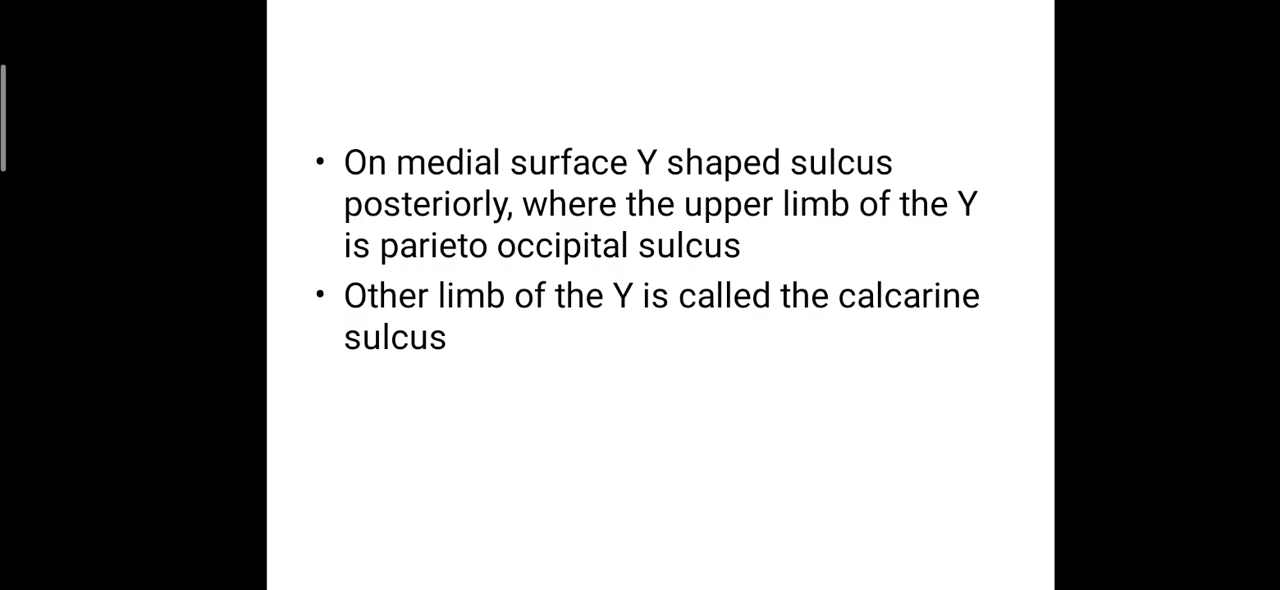 • On medial surface Y shaped sulcus
posteriorly, where the upper limb of the Y
is parieto occipital sulcus
• Other limb of the Y is called the calcarine
sulcus